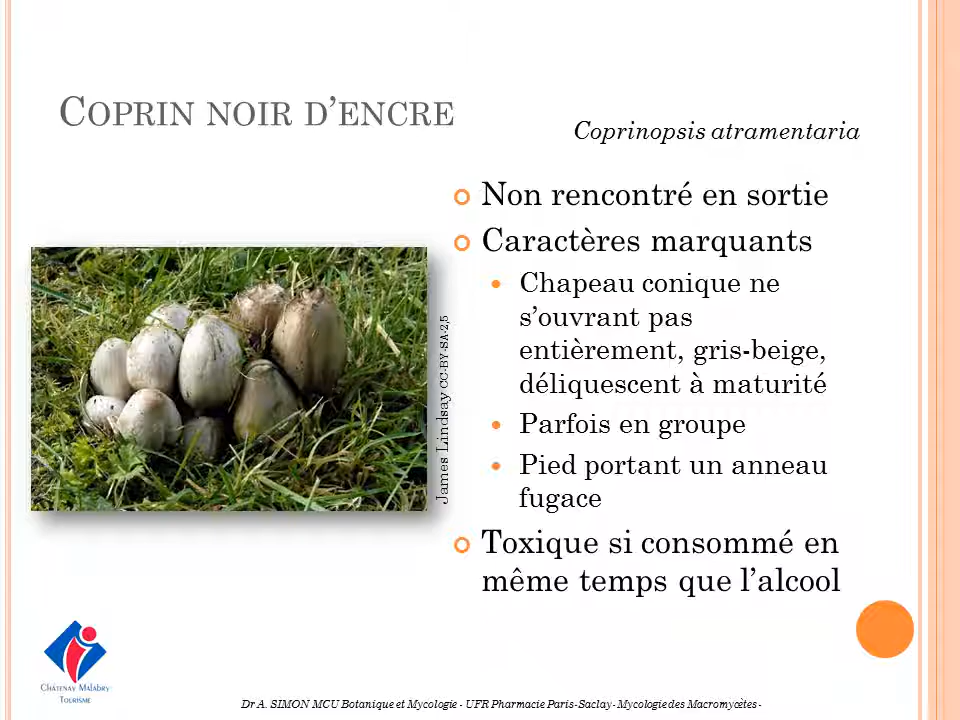 COPRIN NOIR D’ENCRE
Coprinopsis atramentaria
Non rencontré en sortie
Caractères marquants
Chapeau conique ne
s’ouvrant pas
entièrement, gris-beige,
déliquescent à maturité
Parfois en groupe
Pied portant un anneau
fugace
Toxique si consommé en
même temps que l’alcool
James Lindsay CC-BY-SA-2,5
Châtenay Malabry
Tourisme
Dr A. SIMON MCU Botanique et Mycologie - UFR Pharmacie Paris-Saclay- Mycologie des Macromycètes -